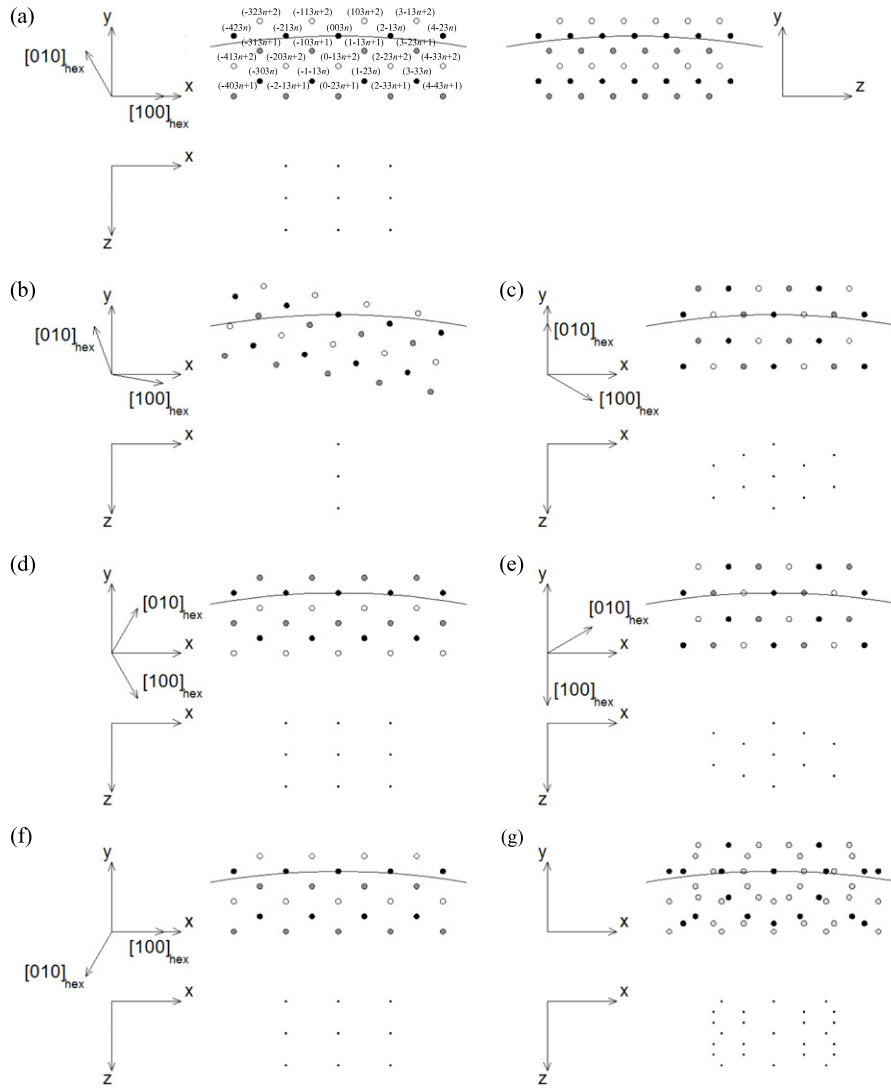 (a)
y
[010]hex
[100]hex
x
(-323n+2) (-113n+2) (103n+2) (3-13n+2)
(-423n) (-213n) (003n) (2-13n) (4-23n)
(-313n+1) (-103n+1) (1-13n+1) (3-23n+1)
(-413n+2) (-203n+2) (0-13n+2) (2-23n+2) (4-33n+2)
(-303n) (-1-13n) (1-23n) (3-33n)
(-403n+1) (-2-13n+1) (0-23n+1) (2-33n+1) (4-43n+1)
y
z
x
z
(b)
y
[010]hex
x
[100]hex
x
z
(c)
y
[010]hex
x
[100]hex
x
z
(d)
y
[010]hex
x
[100]hex
x
z
(e)
y
[010]hex
x
[100]hex
x
z
(f)
y
x
[100]hex
[010]hex
x
z
(g)
y
x
x
z